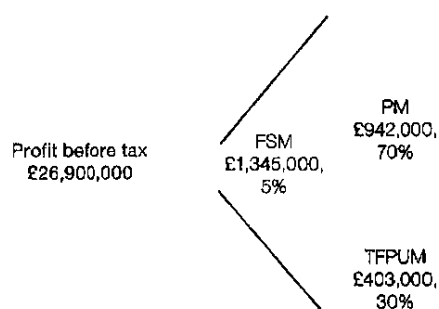 Profit before tax
£26,900,000
FSM
£1,345,000,
5%
PM
£942,000,
70%
TFPUM
£403,000,
30%